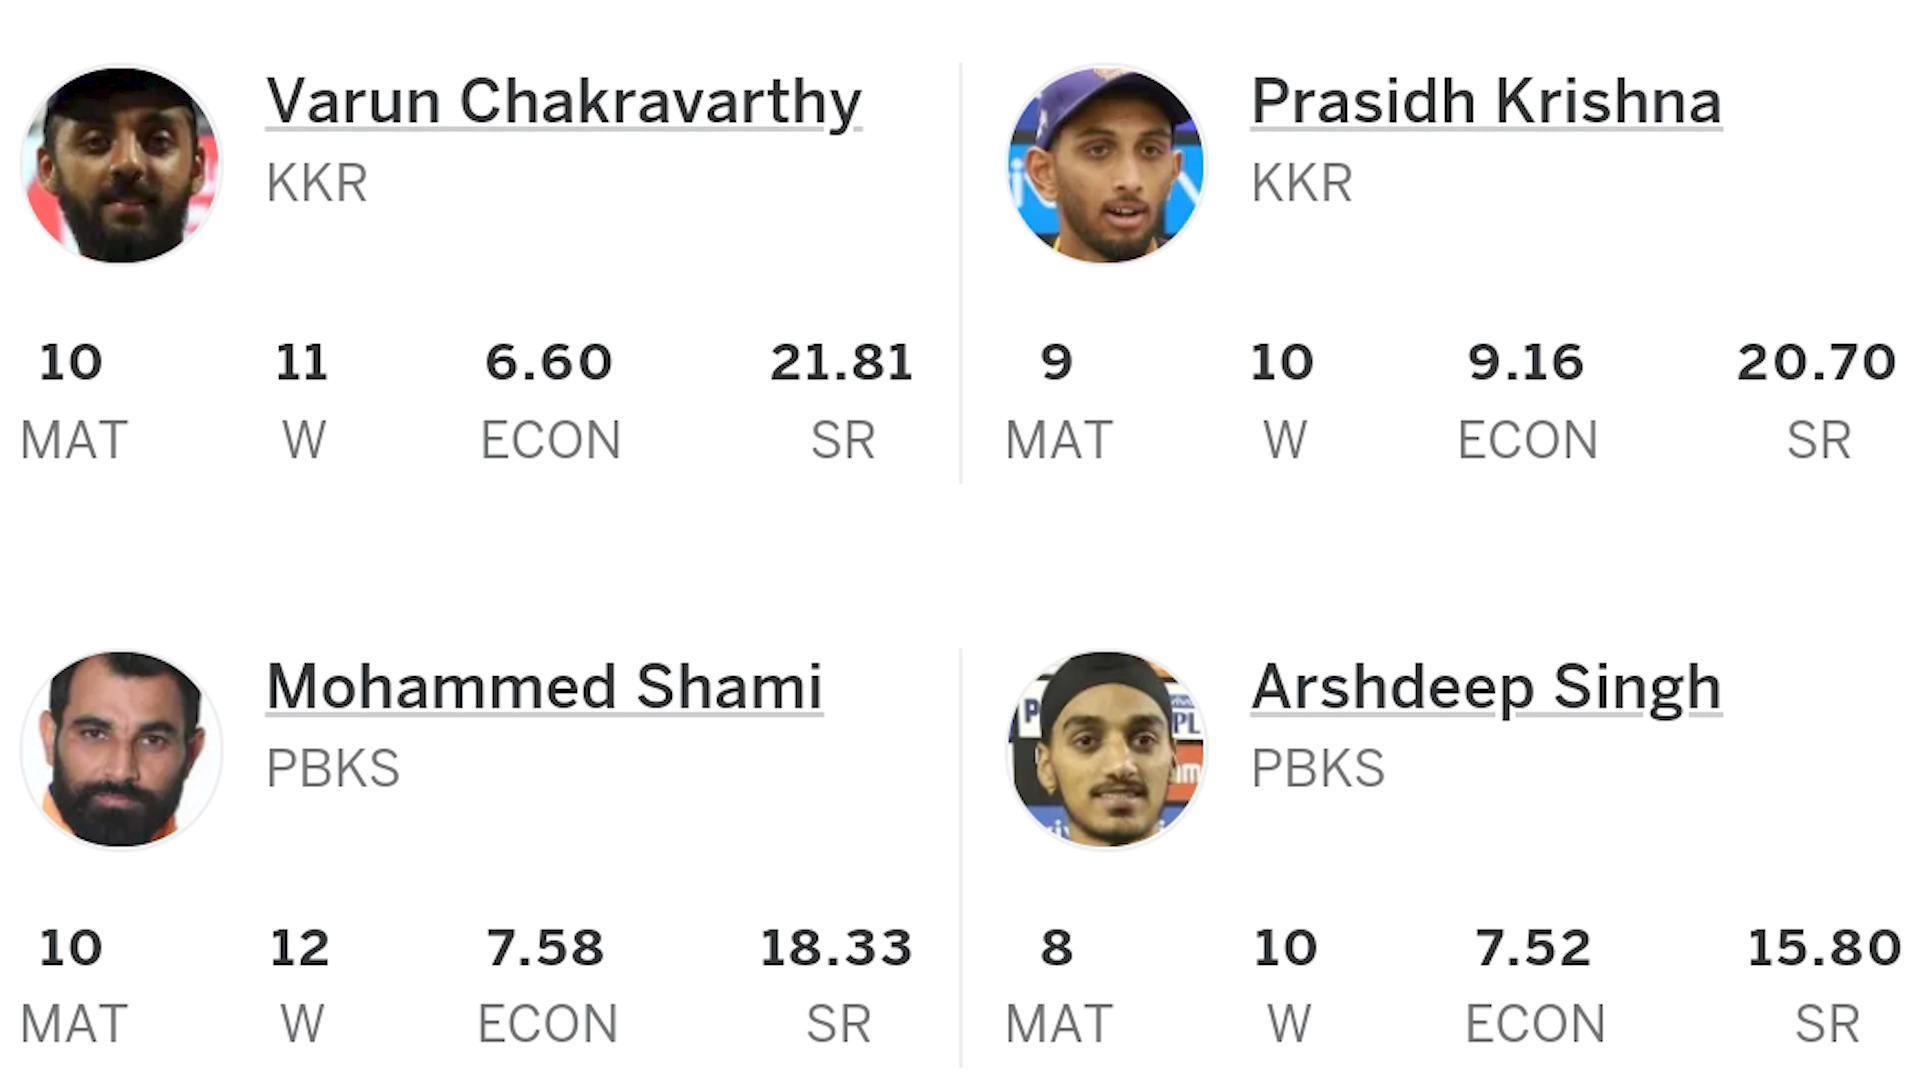 Varun Chakravarthy
KKR
10 11 6.60 21.81
MAT W ECON SR
Prasidh Krishna
KKR
9 10 9.16 20.70
MAT W ECON SR
Mohammed Shami
PBKS
10 12 7.58 18.33
MAT W ECON SR
Arshdeep Singh
PBKS
8 10 7.52 15.80
MAT W ECON SR